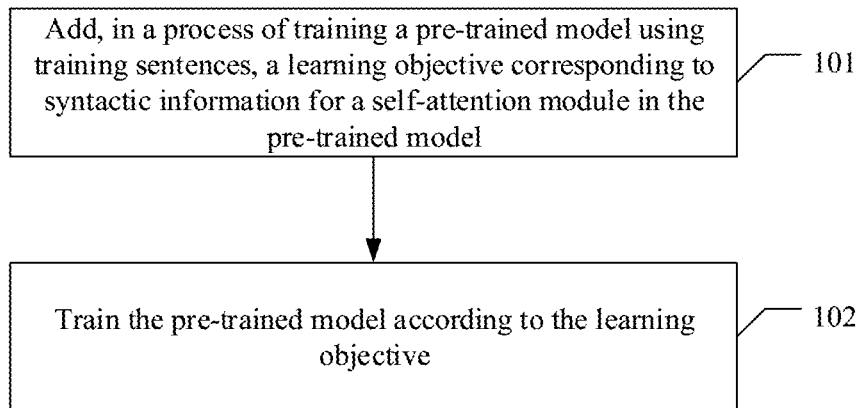 Add, in a process of training a pre-trained model using
training sentences, a learning objective corresponding to
syntactic information for a self-attention module in the
pre-trained model
101
Train the pre-trained model according to the learning
objective
102